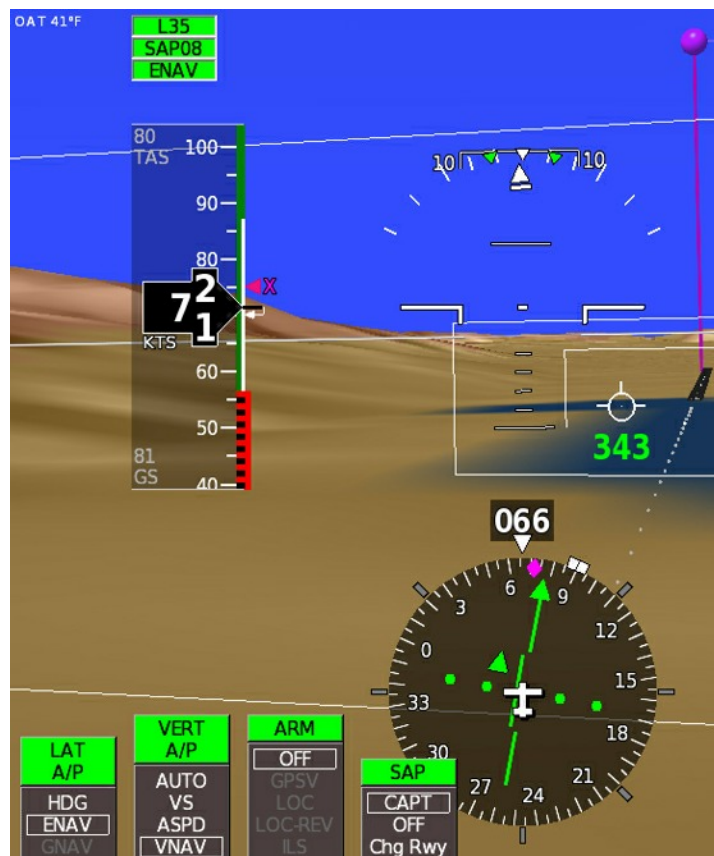 OAT 41°F
L35
SAP08
ENAV
80
TAS
100
90
80
7
2
1
X
KTS
60
50
81
GS
40
10
10
343
066
6
9
3
12
0
15
33
18
30
21
27
24
LAT
A/P
HDG
ENAV
GNAV
VERT
A/P
AUTO
VS
ASPD
VNAV
ARM
OFF
GPSV
LOC
LOC-REV
ILS
SAP
CAPT
OFF
Chg Rwy